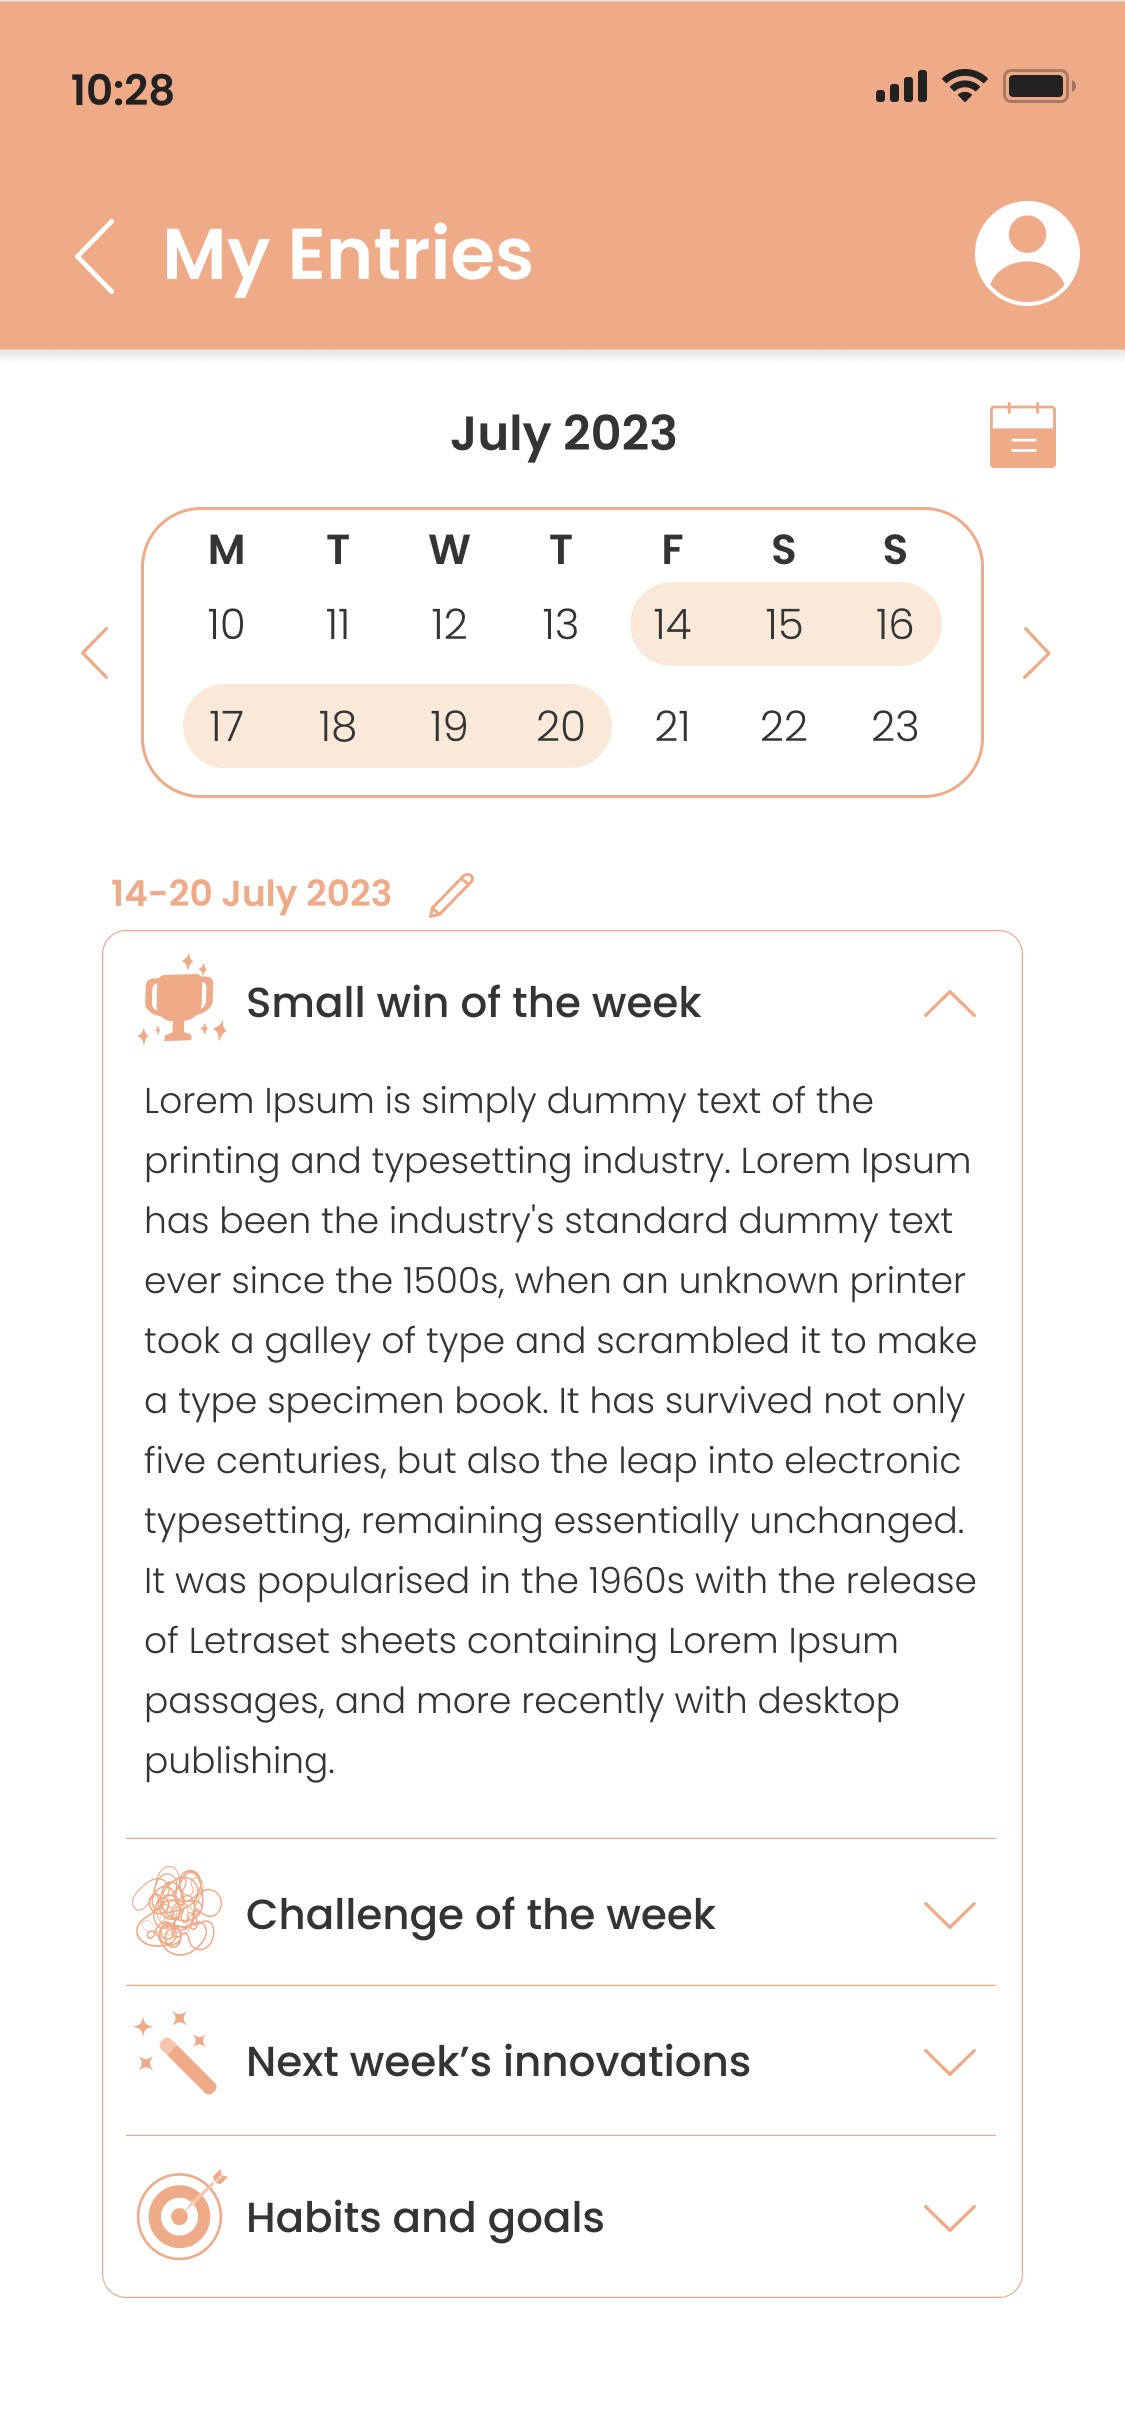 10:28
My Entries
July 2023
M T W T F S S
10 11 12 13 14 15 16
17 18 19 20 21 22 23
14-20 July 2023
Small win of the week
Lorem Ipsum is simply dummy text of the
printing and typesetting industry. Lorem Ipsum
has been the industry's standard dummy text
ever since the 1500s, when an unknown printer
took a galley of type and scrambled it to make
a type specimen book. It has survived not only
five centuries, but also the leap into electronic
typesetting, remaining essentially unchanged.
It was popularised in the 1960s with the release
of Letraset sheets containing Lorem Ipsum
passages, and more recently with desktop
publishing.
Challenge of the week
Next week’s innovations
Habits and goals